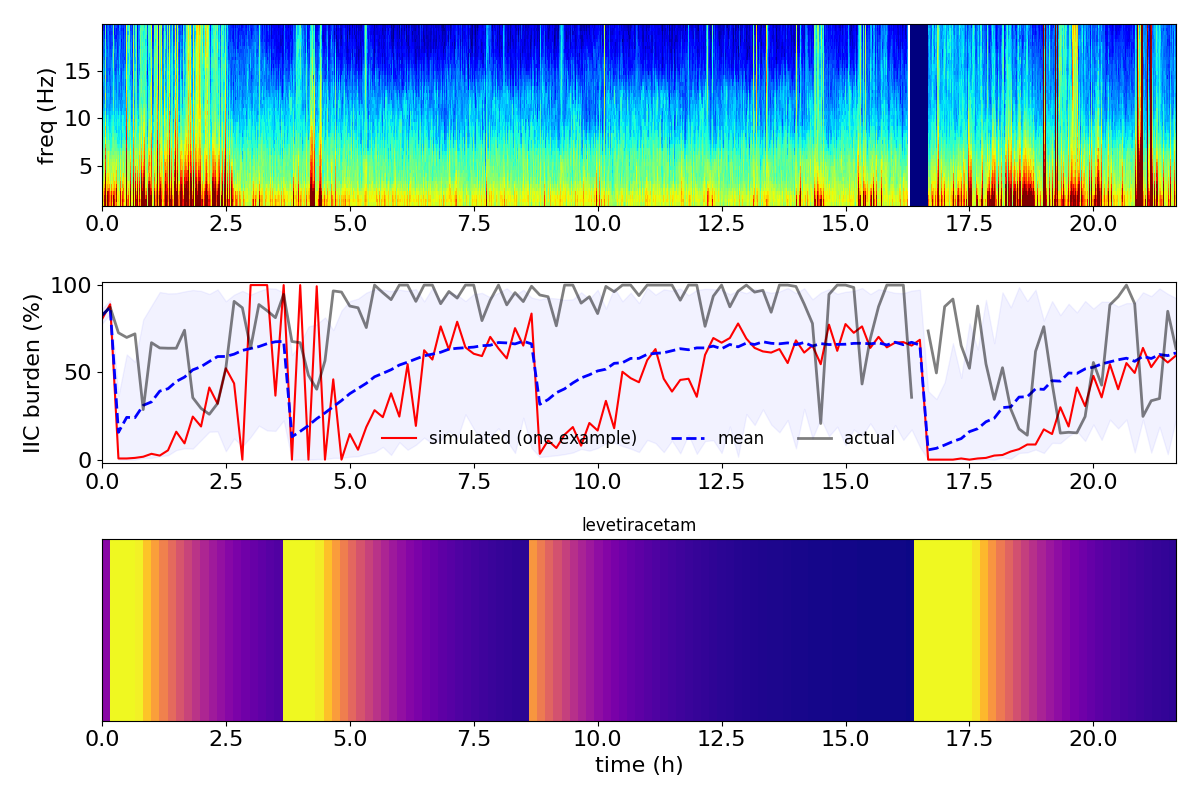 freq (Hz)
15
10
5
0.0 2.5 5.0 7.5 10.0 12.5 15.0 17.5 20.0
IIC burden (%)
100
50
0
simulated (one example) mean actual
0.0 2.5 5.0 7.5 10.0 12.5 15.0 17.5 20.0
levetiracetam
0.0 2.5 5.0 7.5 10.0 12.5 15.0 17.5 20.0
time (h)